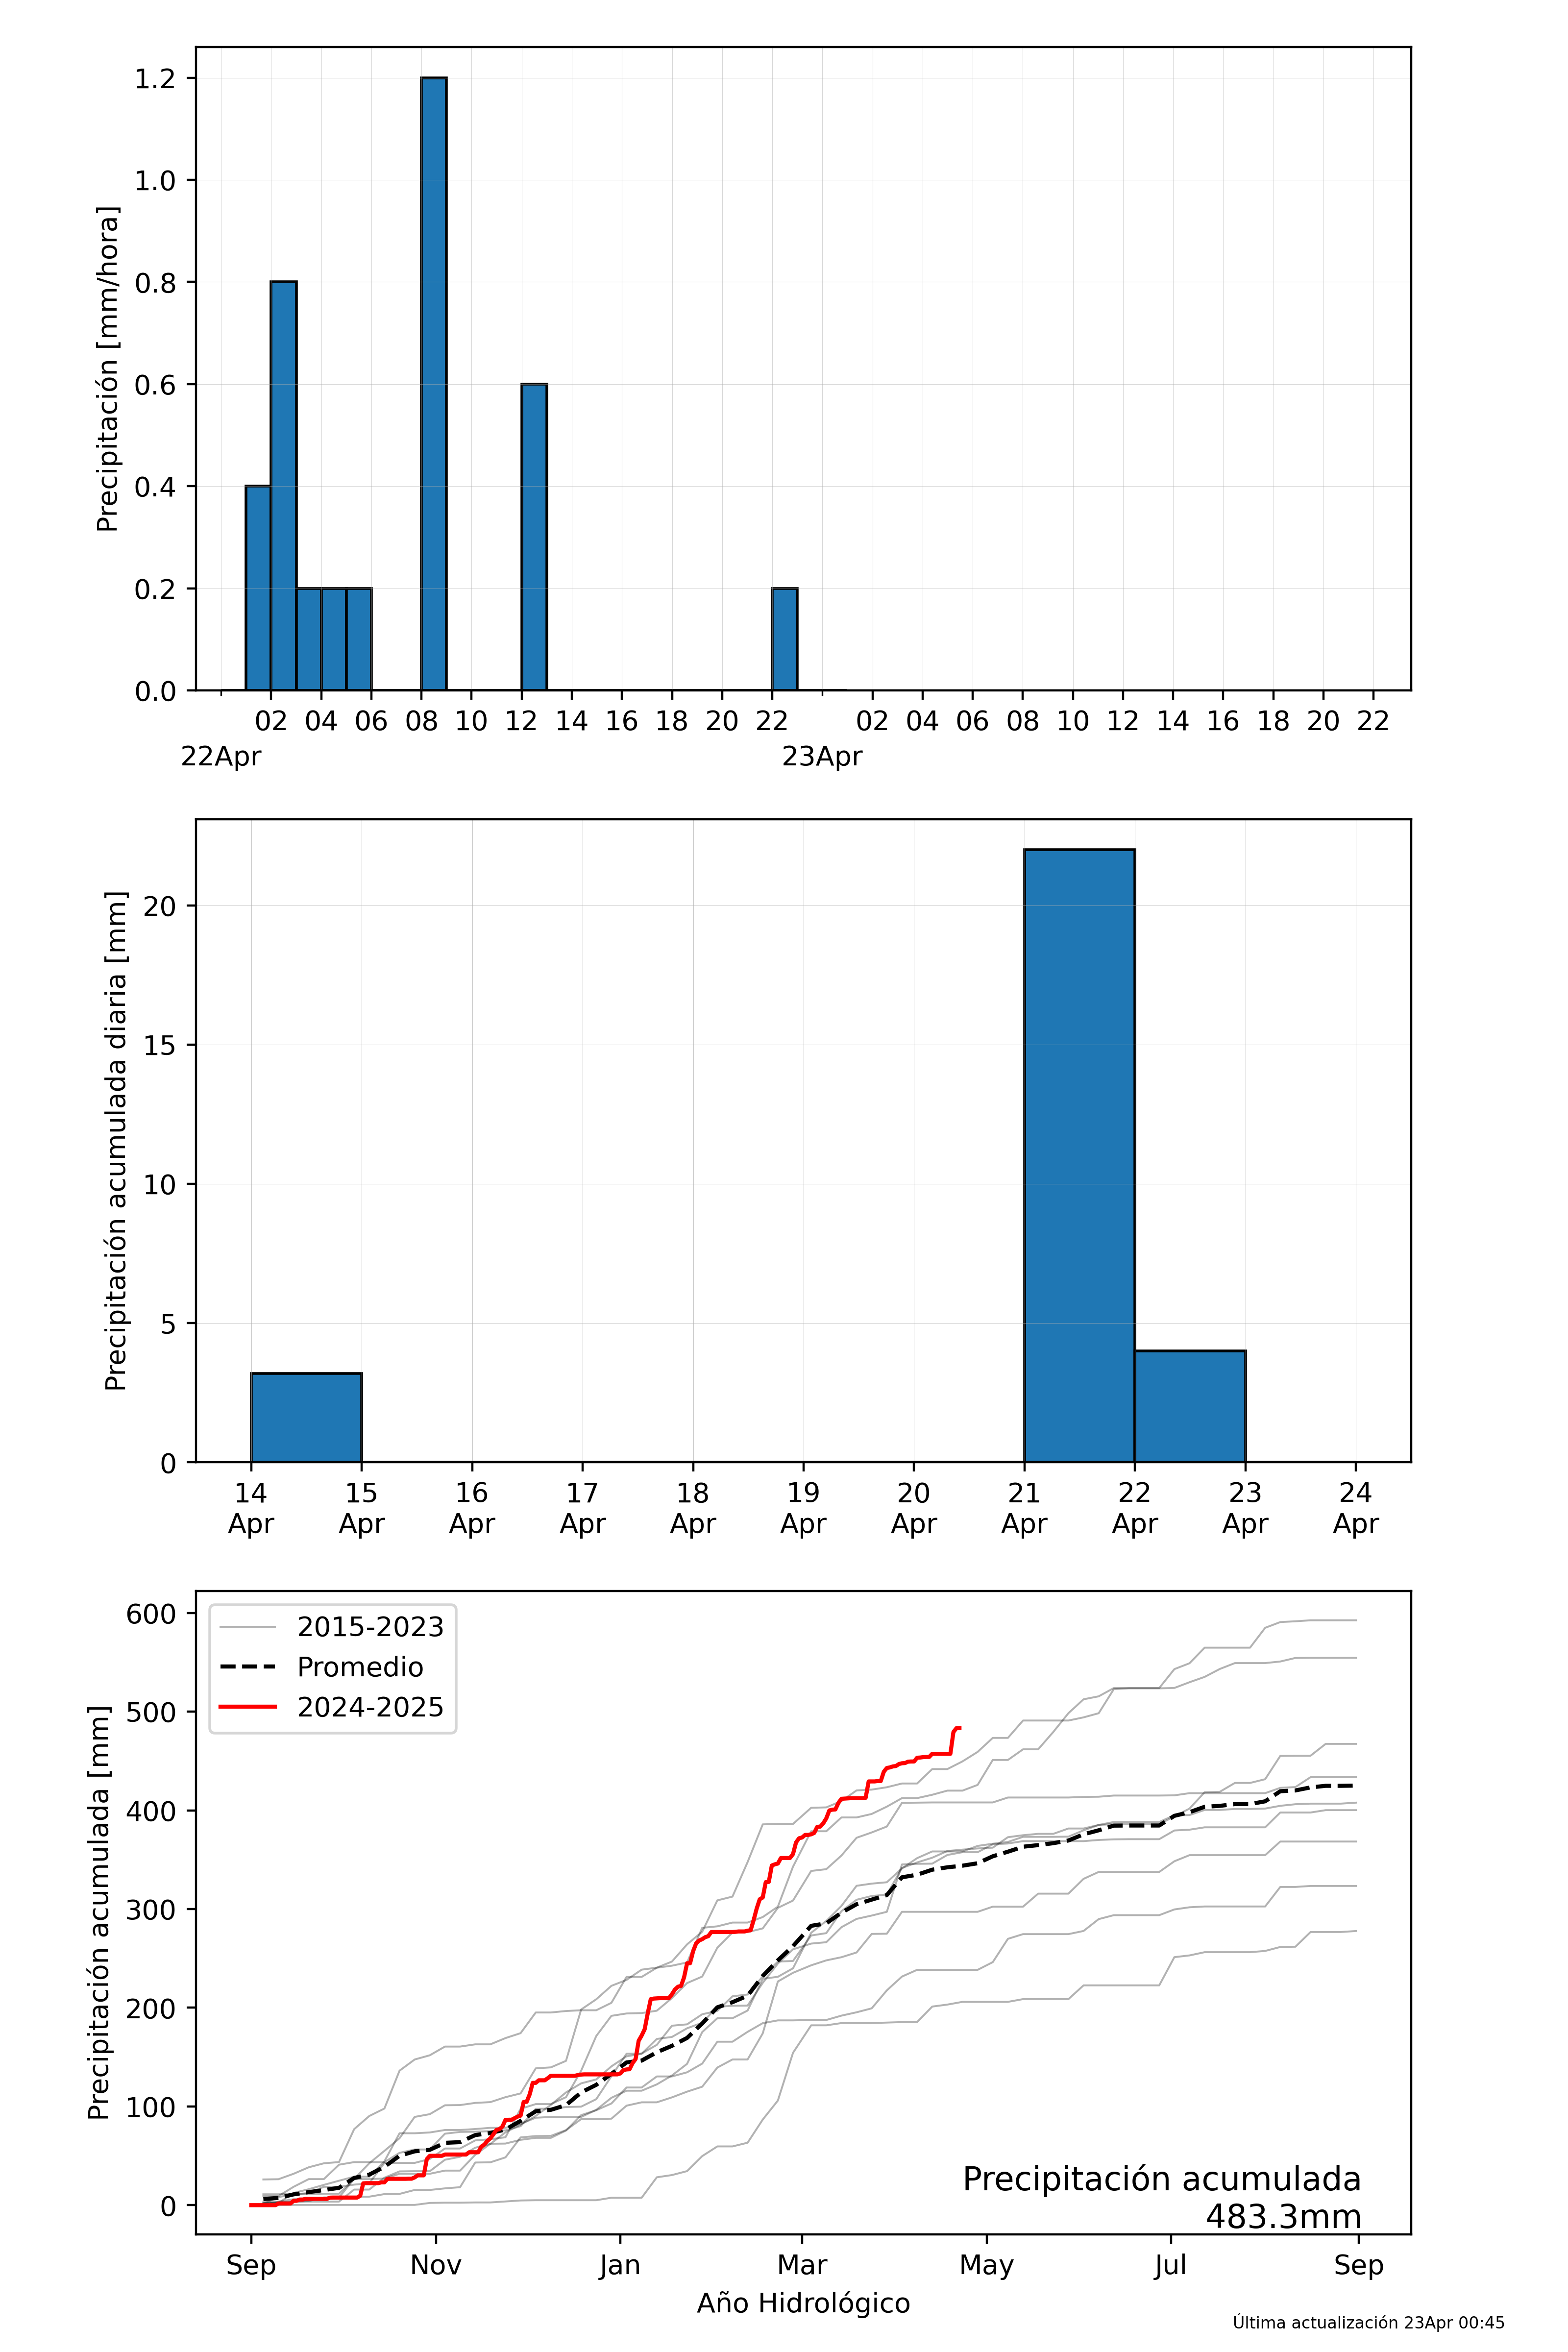 Precipitación [mm/hora]
1.2
1.0
0.8
0.6
0.4
0.2
0.0
02 04 06 08 10 12 14 16 18 20 22 02 04 06 08 10 12 14 16 18 20 22
22Apr 23Apr
Precipitación acumulada diaria [mm]
20
15
10
5
0
14 15 16 17 18 19 20 21 22 23 24
Apr Apr Apr Apr Apr Apr Apr Apr Apr Apr Apr
Precipitación acumulada [mm]
600
500
400
300
200
100
0
2015-2023
Promedio
2024-2025
Precipitación acumulada
483.3mm
Sep Nov Jan Mar May Jul Sep
Año Hidrológico
Última actualización 23Apr 00:45